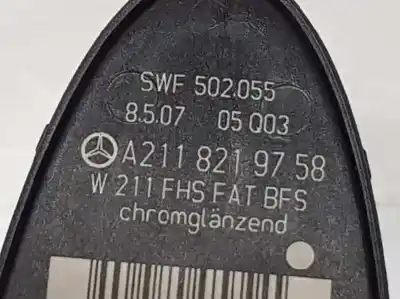 SWF 502.055
8.5.07 05 Q03
A211 821 97 58
W 211 FHS FAT BFS
chromglänzend